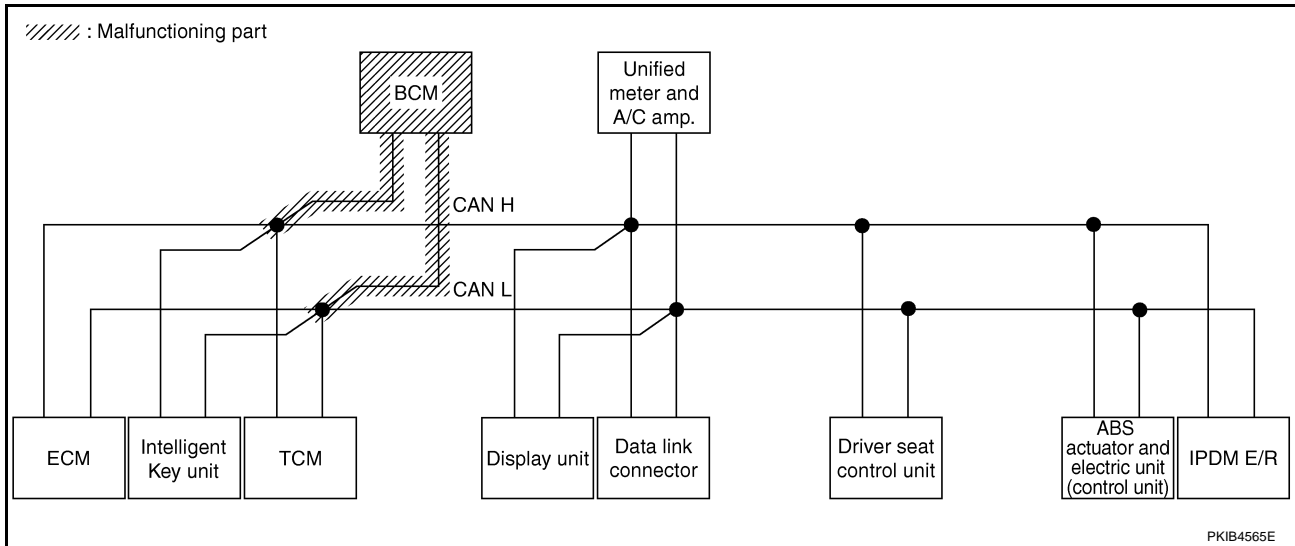 : Malfunctioning part
BCM
Unified
meter and
A/C amp.
CAN H
CAN L
ECM
Intelligent
Key unit
TCM
Display unit
Data link
connector
Driver seat
control unit
ABS
actuator and
electric unit
(control unit)
IPDM E/R
PKIB4565E